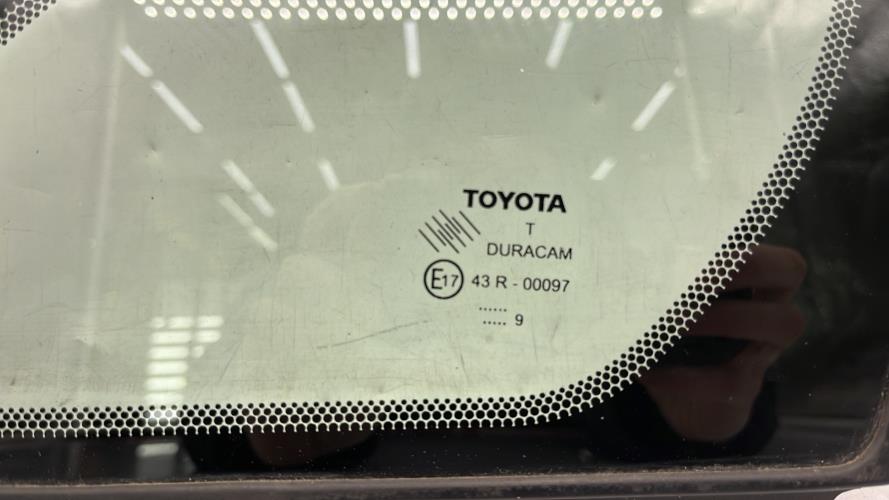 TOYOTA
T
DURACAM
E17 43 R - 00097
......
..... 9